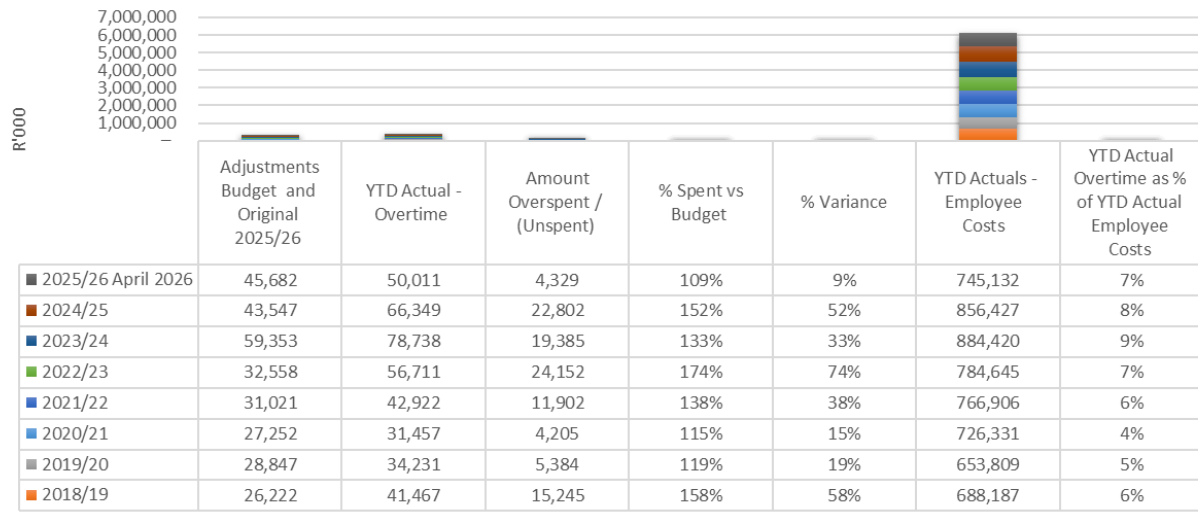 7,000,000
6,000,000
5,000,000
4,000,000
3,000,000
2,000,000
1,000,000
–
R'000
Adjustments Budget and Original 2025/26
YTD Actual - Overtime
Amount Overspent / (Unspent)
% Spent vs Budget
% Variance
YTD Actuals - Employee Costs
YTD Actual Overtime as % of YTD Actual Employee Costs
2025/26 April 2026 45,682 50,011 4,329 109% 9% 745,132 7%
2024/25 43,547 66,349 22,802 152% 52% 856,427 8%
2023/24 59,353 78,738 19,385 133% 33% 884,420 9%
2022/23 32,558 56,711 24,152 174% 74% 784,645 7%
2021/22 31,021 42,922 11,902 138% 38% 766,906 6%
2020/21 27,252 31,457 4,205 115% 15% 726,331 4%
2019/20 28,847 34,231 5,384 119% 19% 653,809 5%
2018/19 26,222 41,467 15,245 158% 58% 688,187 6%